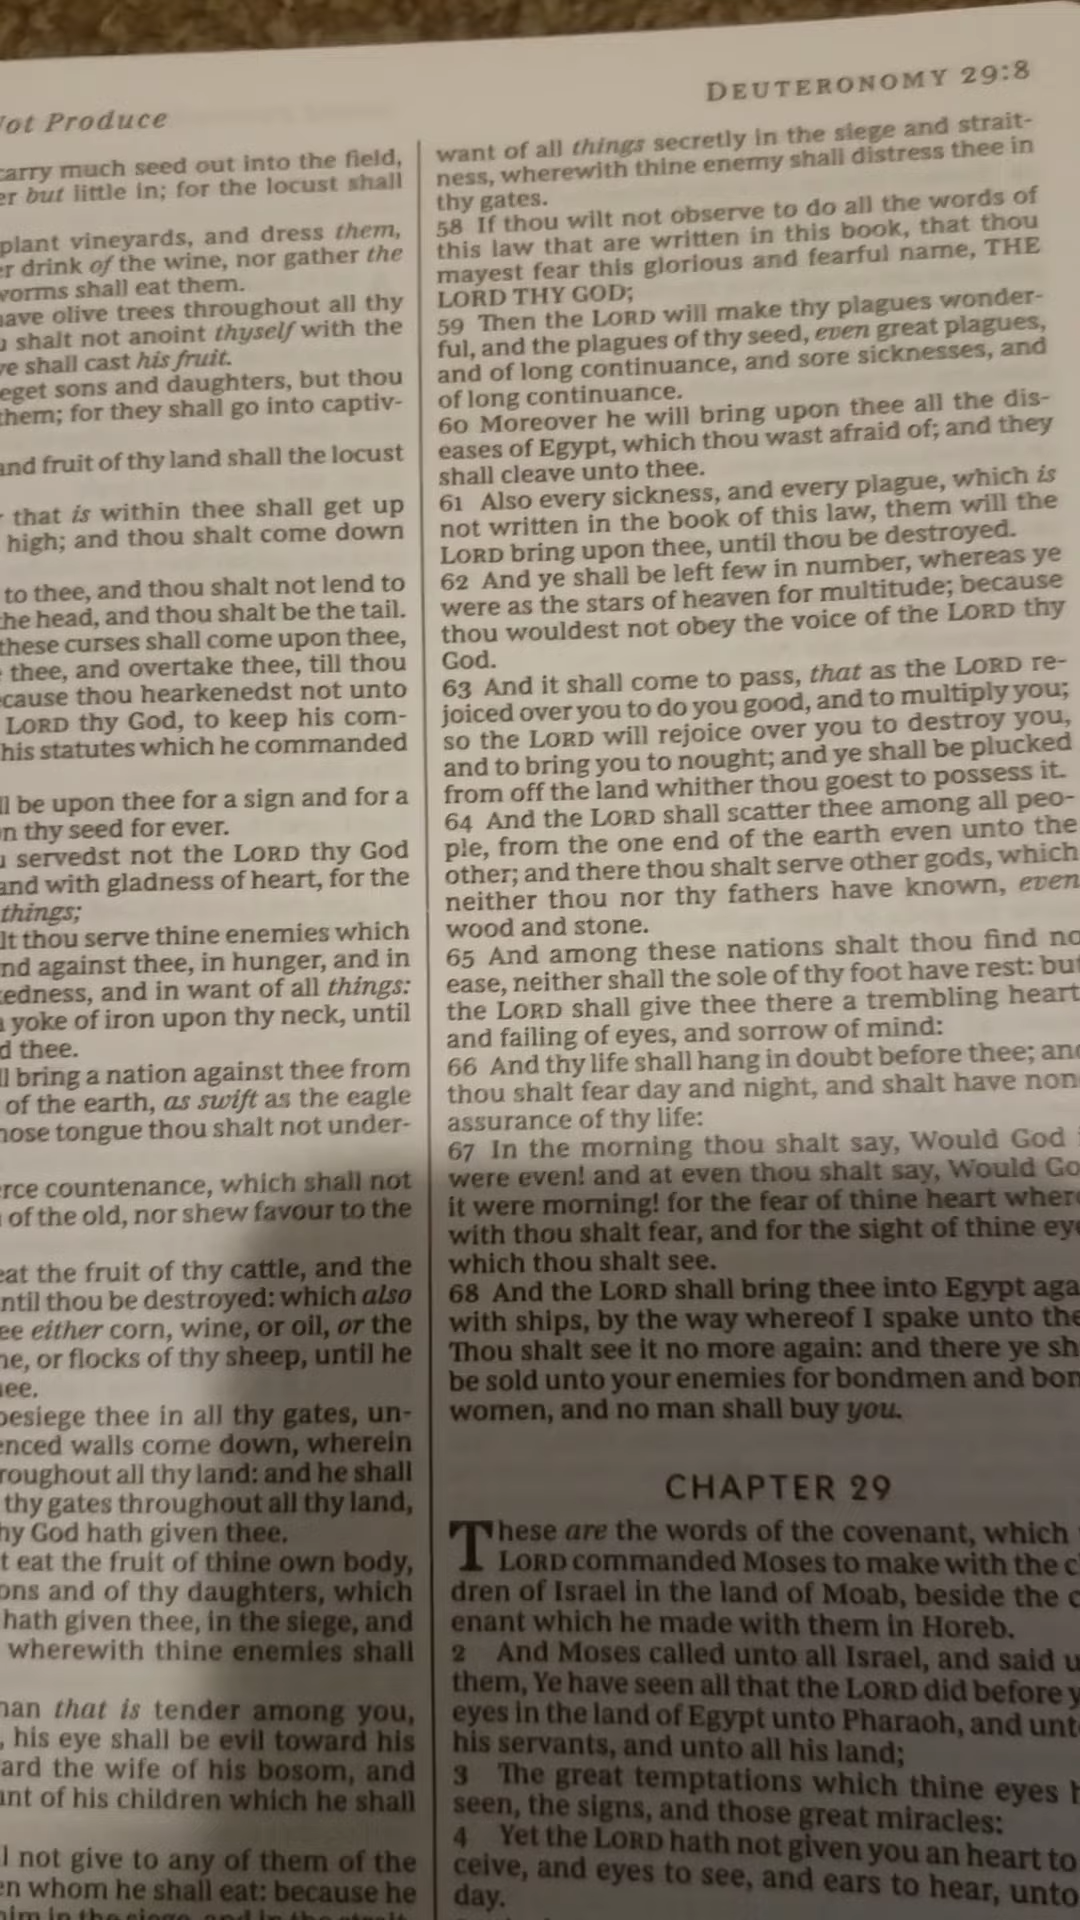 Not Produce
DEUTERONOMY 29:8
carry much seed out into the field,
but little in; for the locust shall
plant vineyards, and dress them,
drink of the wine, nor gather the
worms shall eat them.
have olive trees throughout all thy
shalt not anoint thyself with the
shall cast his fruit.
beget sons and daughters, but thou
them; for they shall go into captiv-
and fruit of thy land shall the locust
that is within thee shall get up
high; and thou shalt come down
to thee, and thou shalt not lend to
the head, and thou shalt be the tail.
these curses shall come upon thee,
thee, and overtake thee, till thou
because thou hearkenedst not unto
LORD thy God, to keep his com-
his statutes which he commanded
be upon thee for a sign and for a
thy seed for ever.
servedst not the LORD thy God
and with gladness of heart, for the
things;
thou serve thine enemies which
against thee, in hunger, and in
and in want of all things:
yoke of iron upon thy neck, until
thee.
bring a nation against thee from
of the earth, as swift as the eagle
tongue thou shalt not under-
countenance, which shall not
of the old, nor shew favour to the
eat the fruit of thy cattle, and the
until thou be destroyed: which also
either corn, wine, or oil, or the
or flocks of thy sheep, until he
thee.
besiege thee in all thy gates, un-
walls come down, wherein
throughout all thy land: and he shall
thy gates throughout all thy land,
thy God hath given thee.
eat the fruit of thine own body,
and of thy daughters, which
hath given thee, in the siege, and
wherewith thine enemies shall
man that is tender among you,
his eye shall be evil toward his
the wife of his bosom, and
of his children which he shall
not give to any of them of the
whom he shall eat: because he
him in the siege, and in the strait-
want of all things secretly in the siege and strait-
ness, wherewith thine enemy shall distress thee in
thy gates.
58 If thou wilt not observe to do all the words of
this law that are written in this book, that thou
mayest fear this glorious and fearful name, THE
LORD THY GOD;
59 Then the LORD will make thy plagues wonder-
ful, and the plagues of thy seed, even great plagues,
and of long continuance, and sore sicknesses, and
of long continuance.
60 Moreover he will bring upon thee all the dis-
eases of Egypt, which thou wast afraid of; and they
shall cleave unto thee.
61 Also every sickness, and every plague, which is
not written in the book of this law, them will the
LORD bring upon thee, until thou be destroyed.
62 And ye shall be left few in number, whereas ye
were as the stars of heaven for multitude; because
thou wouldest not obey the voice of the LORD thy
God.
63 And it shall come to pass, that as the LORD re-
joiced over you to do you good, and to multiply you;
so the LORD will rejoice over you to destroy you,
and to bring you to nought; and ye shall be plucked
from off the land whither thou goest to possess it.
64 And the LORD shall scatter thee among all peo-
ple, from the one end of the earth even unto the
other; and there thou shalt serve other gods, which
neither thou nor thy fathers have known, even
wood and stone.
65 And among these nations shalt thou find no
ease, neither shall the sole of thy foot have rest: but
the LORD shall give thee there a trembling heart
and failing of eyes, and sorrow of mind:
66 And thy life shall hang in doubt before thee; and
thou shalt fear day and night, and shalt have non
assurance of thy life:
67 In the morning thou shalt say, Would God
were even! and at even thou shalt say, Would Go
it were morning! for the fear of thine heart where
with thou shalt fear, and for the sight of thine eye
which thou shalt see.
68 And the LORD shall bring thee into Egypt aga
with ships, by the way whereof I spake unto the
Thou shalt see it no more again: and there ye sh
be sold unto your enemies for bondmen and bon
women, and no man shall buy you.
CHAPTER 29
These are the words of the covenant, which
LORD commanded Moses to make with the c
dren of Israel in the land of Moab, beside the c
enant which he made with them in Horeb.
2 And Moses called unto all Israel, and said u
them, Ye have seen all that the LORD did before y
eyes in the land of Egypt unto Pharaoh, and unt
his servants, and unto all his land;
3 The great temptations which thine eyes h
seen, the signs, and those great miracles:
4 Yet the LORD hath not given you an heart to
ceive, and eyes to see, and ears to hear, unto
day.